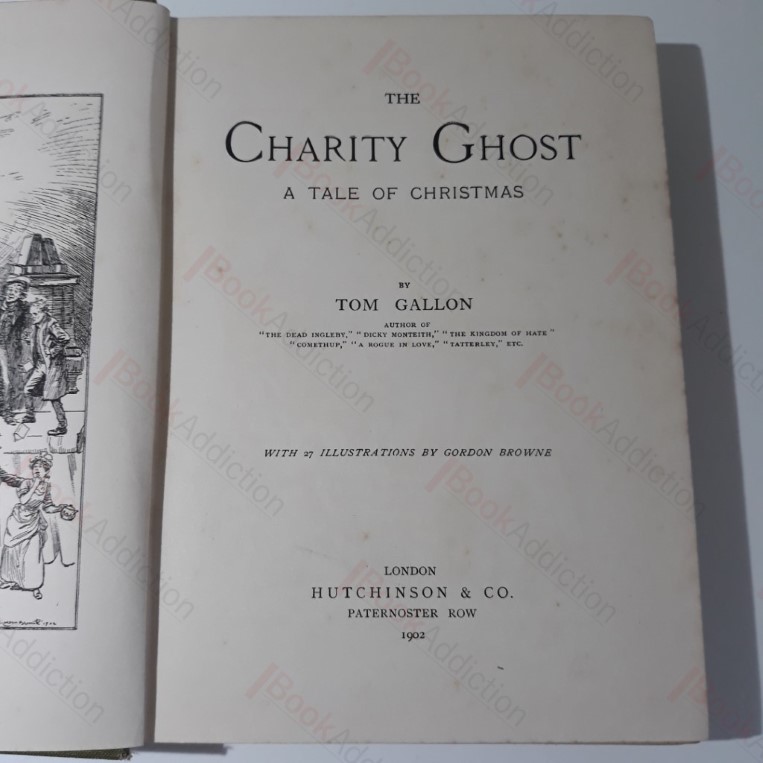 THE
CHARITY GHOST
A TALE OF CHRISTMAS
BY
TOM GALLON
AUTHOR OF
"THE DEAD INGLEBY," "DICKY MONTEITH," "THE KINGDOM OF HATE"
"COMETHUP," "A ROGUE IN LOVE," "TATTERLEY," ETC.
WITH 27 ILLUSTRATIONS BY GORDON BROWNE
LONDON
HUTCHINSON & CO.
PATERNOSTER ROW
1902
BookAddiction